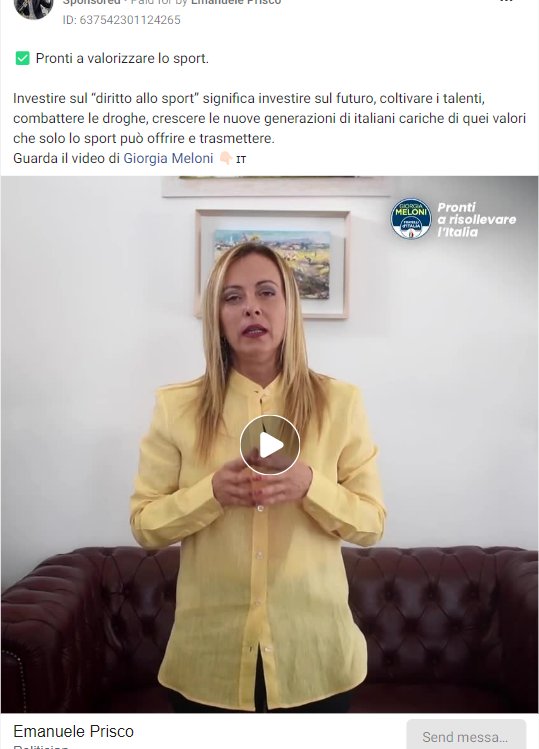 Sponsored • Paid for by Emanuele Prisco
ID: 637542301124265
✅ Pronti a valorizzare lo sport.
Investire sul “diritto allo sport” significa investire sul futuro, coltivare i talenti,
combattere le droghe, crescere le nuove generazioni di italiani cariche di quei valori
che solo lo sport può offrire e trasmettere.
Guarda il video di Giorgia Meloni 👇🏻 IT
GIORGIA
MELONI
FRATELLI
d'ITALIA
Pronti
a risollevare
l'Italia
Emanuele Prisco
Politician
Send messa...